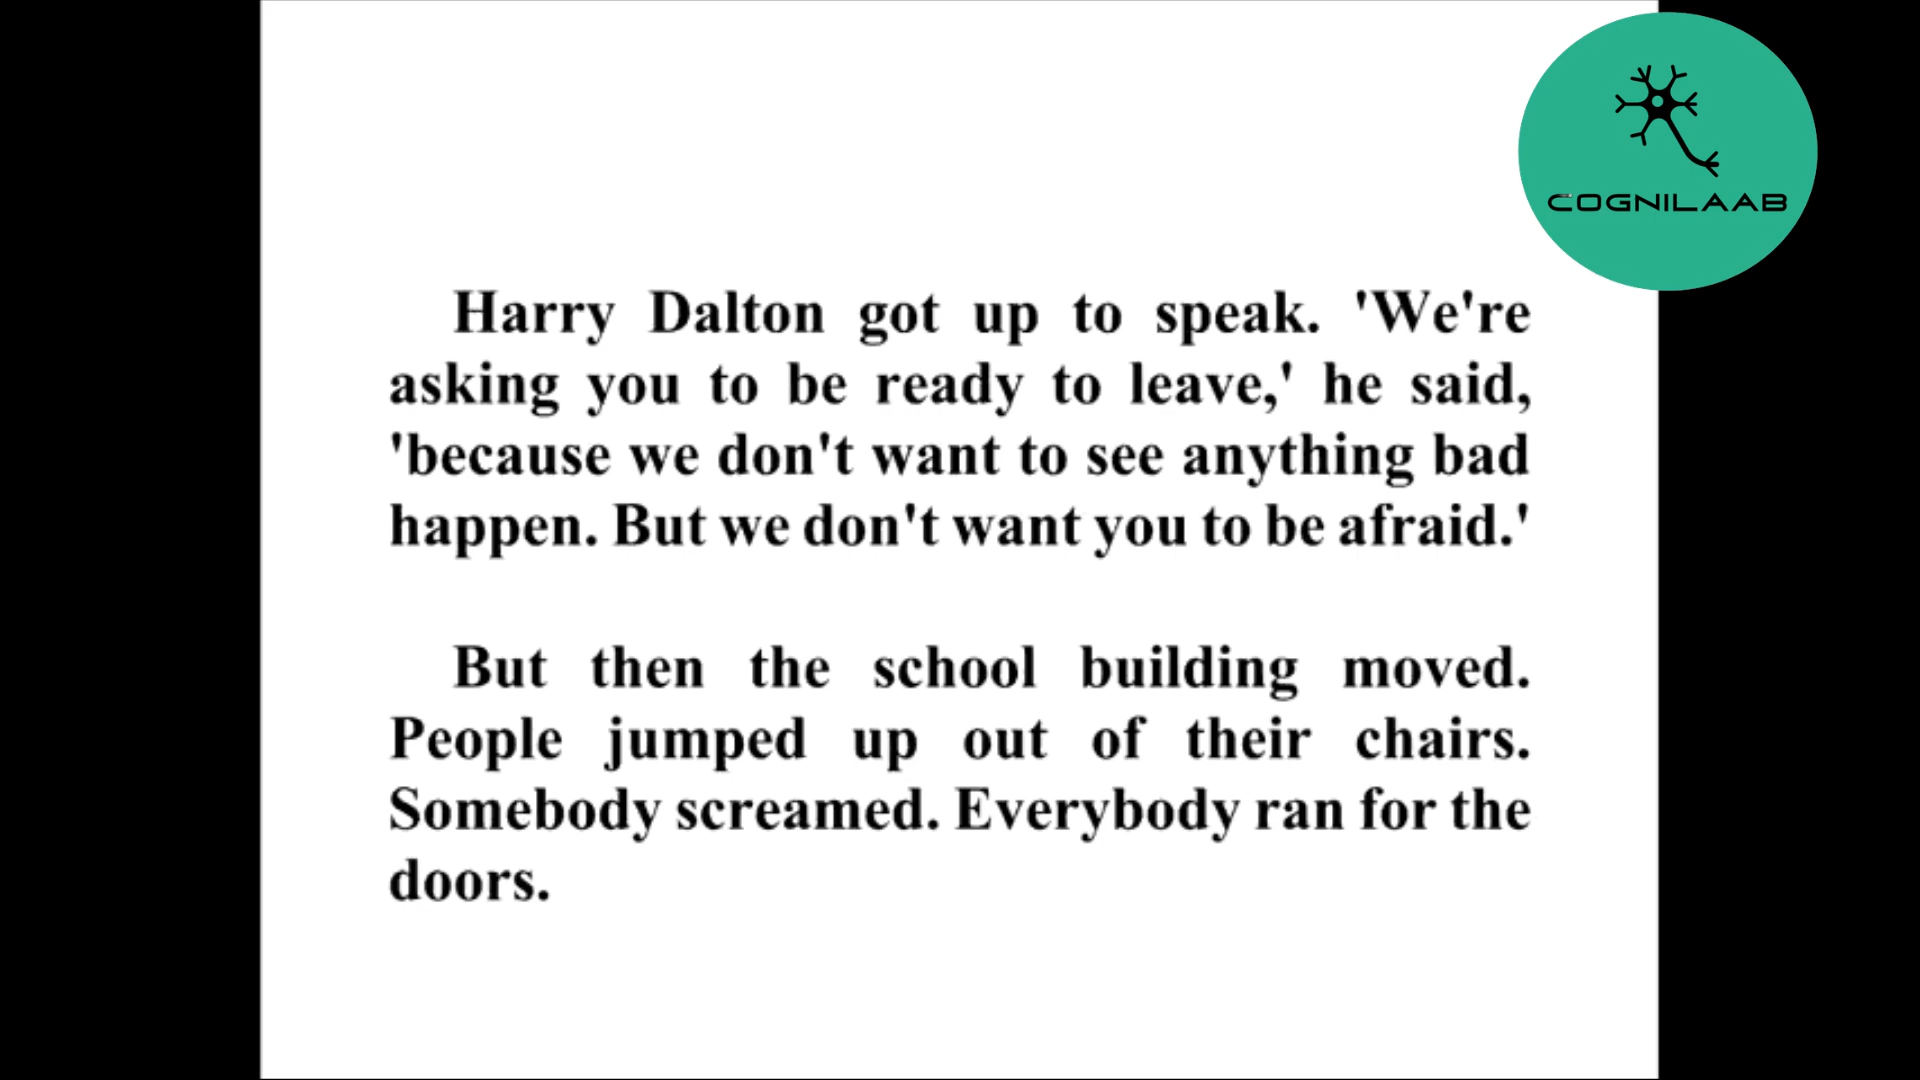 COGNILAAB
Harry Dalton got up to speak. 'We're
asking you to be ready to leave,' he said,
'because we don't want to see anything bad
happen. But we don't want you to be afraid.'
But then the school building moved.
People jumped up out of their chairs.
Somebody screamed. Everybody ran for the
doors.